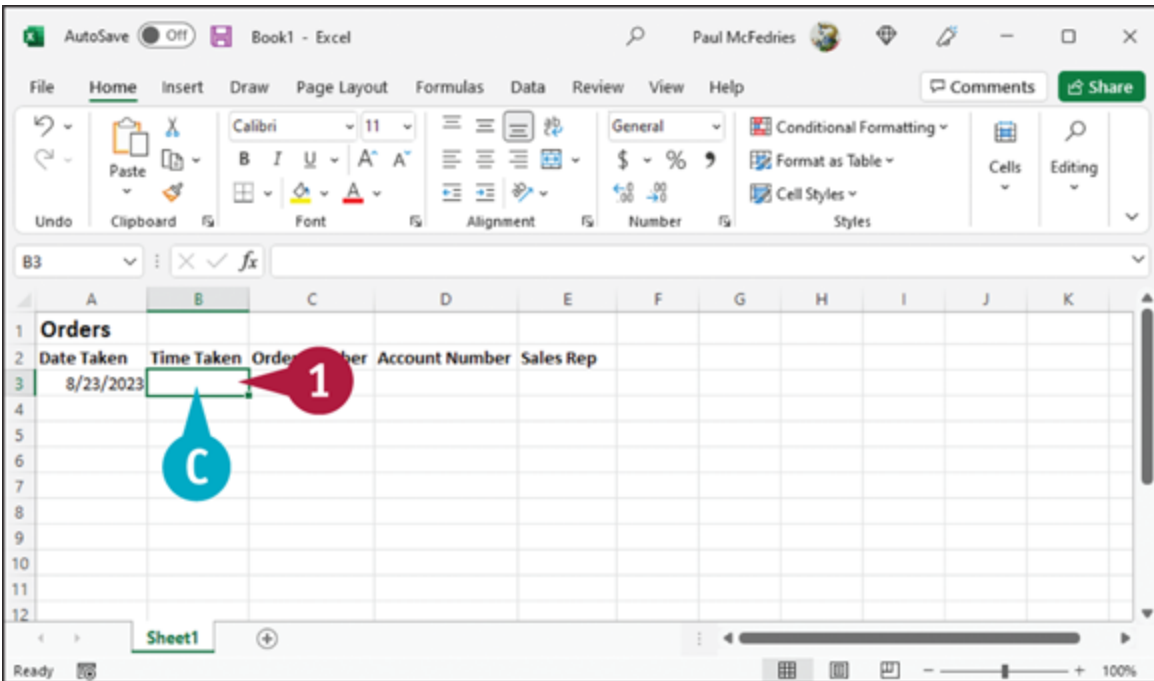 AutoSave Off Book1 - Excel Paul McFedries
File Home Insert Draw Page Layout Formulas Data Review View Help Comments Share
Calibri 11 General Conditional Formatting
Paste B I U A A $ % 9 Format as Table Cells Editing
A Cell Styles
Undo Clipboard Font Alignment Number Styles
B3 fx
A B C D E F G H I J K
1 Orders
2 Date Taken Time Taken Account Number Sales Rep
3 8/23/2023 1
4
5
6 C
7
8
9
10
11
12
Sheet1
Ready 100%